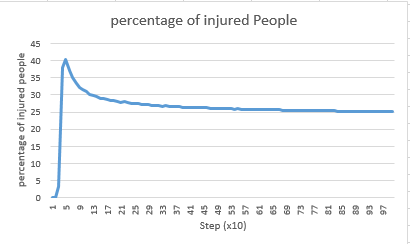 percentage of injured People
percentage of injured people
45
40
35
30
25
20
15
10
5
0
1 5 9 13 17 21 25 29 33 37 41 45 49 53 57 61 65 69 73 77 81 85 89 93 97
Step (x10)